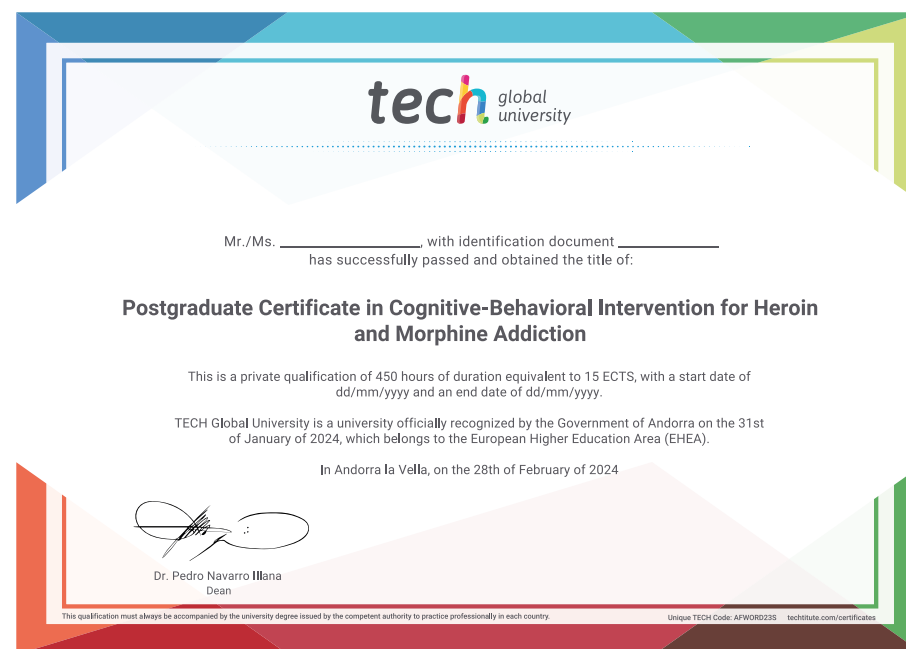 tech global
university
Mr./Ms. ____________, with identification document ____________
has successfully passed and obtained the title of:
Postgraduate Certificate in Cognitive-Behavioral Intervention for Heroin
and Morphine Addiction
This is a private qualification of 450 hours of duration equivalent to 15 ECTS, with a start date of
dd/mm/yyyy and an end date of dd/mm/yyyy.
TECH Global University is a university officially recognized by the Government of Andorra on the 31st
of January of 2024, which belongs to the European Higher Education Area (EHEA).
In Andorra la Vella, on the 28th of February of 2024
Dr. Pedro Navarro Illana
Dean
This qualification must always be accompanied by the university degree issued by the competent authority to practice professionally in each country.
Unique TECH Code: AFWORD23S techtitute.com/certificates